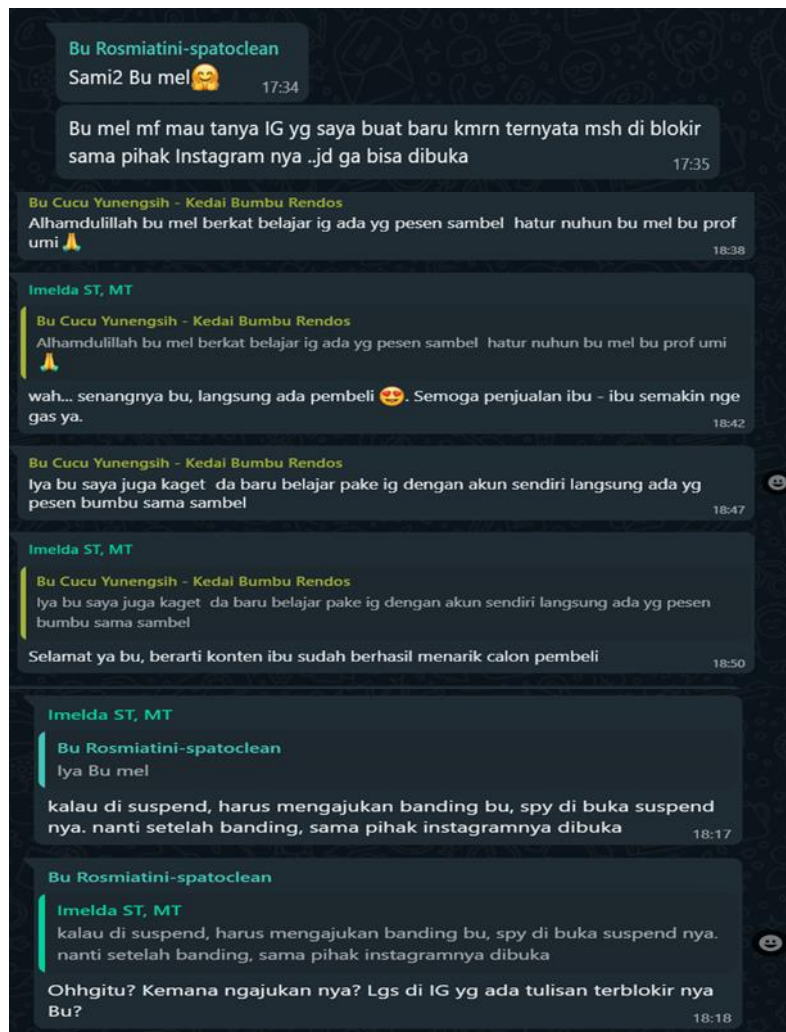 Bu Rosmiatini-spatoclean
Sami2 Bu mel🤗
17:34
Bu mel mf mau tanya IG yg saya buat baru kmrn ternyata msh di blokir
sama pihak Instagram nya ..jd ga bisa dibuka
17:35
Bu Cucu Yunengsih - Kedai Bumbu Rendos
Alhamdulillah bu mel berkat belajar ig ada yg pesen sambel hatur nuhun bu mel bu prof
umi🙏
18:38
Imelda ST, MT
Bu Cucu Yunengsih - Kedai Bumbu Rendos
Alhamdulillah bu mel berkat belajar ig ada yg pesen sambel hatur nuhun bu mel bu prof umi
🙏
wah... senangnya bu, langsung ada pembeli 😍. Semoga penjualan ibu - ibu semakin nge
gas ya.
18:42
Bu Cucu Yunengsih - Kedai Bumbu Rendos
Iya bu saya juga kaget da baru belajar pake ig dengan akun sendiri langsung ada yg
pesen bumbu sama sambel
18:47
Imelda ST, MT
Bu Cucu Yunengsih - Kedai Bumbu Rendos
Iya bu saya juga kaget da baru belajar pake ig dengan akun sendiri langsung ada yg pesen
bumbu sama sambel
Selamat ya bu, berarti konten ibu sudah berhasil menarik calon pembeli
18:50
Imelda ST, MT
Bu Rosmiatini-spatoclean
Iya Bu mel
kalau di suspend, harus mengajukan banding bu, spy di buka suspend
nya. nanti setelah banding, sama pihak instagramnya dibuka
18:17
Bu Rosmiatini-spatoclean
Imelda ST, MT
kalau di suspend, harus mengajukan banding bu, spy di buka suspend nya.
nanti setelah banding, sama pihak instagramnya dibuka
Ohhgitu? Kemana ngajukan nya? Lgs di IG yg ada tulisan terblokir nya
Bu?
18:18